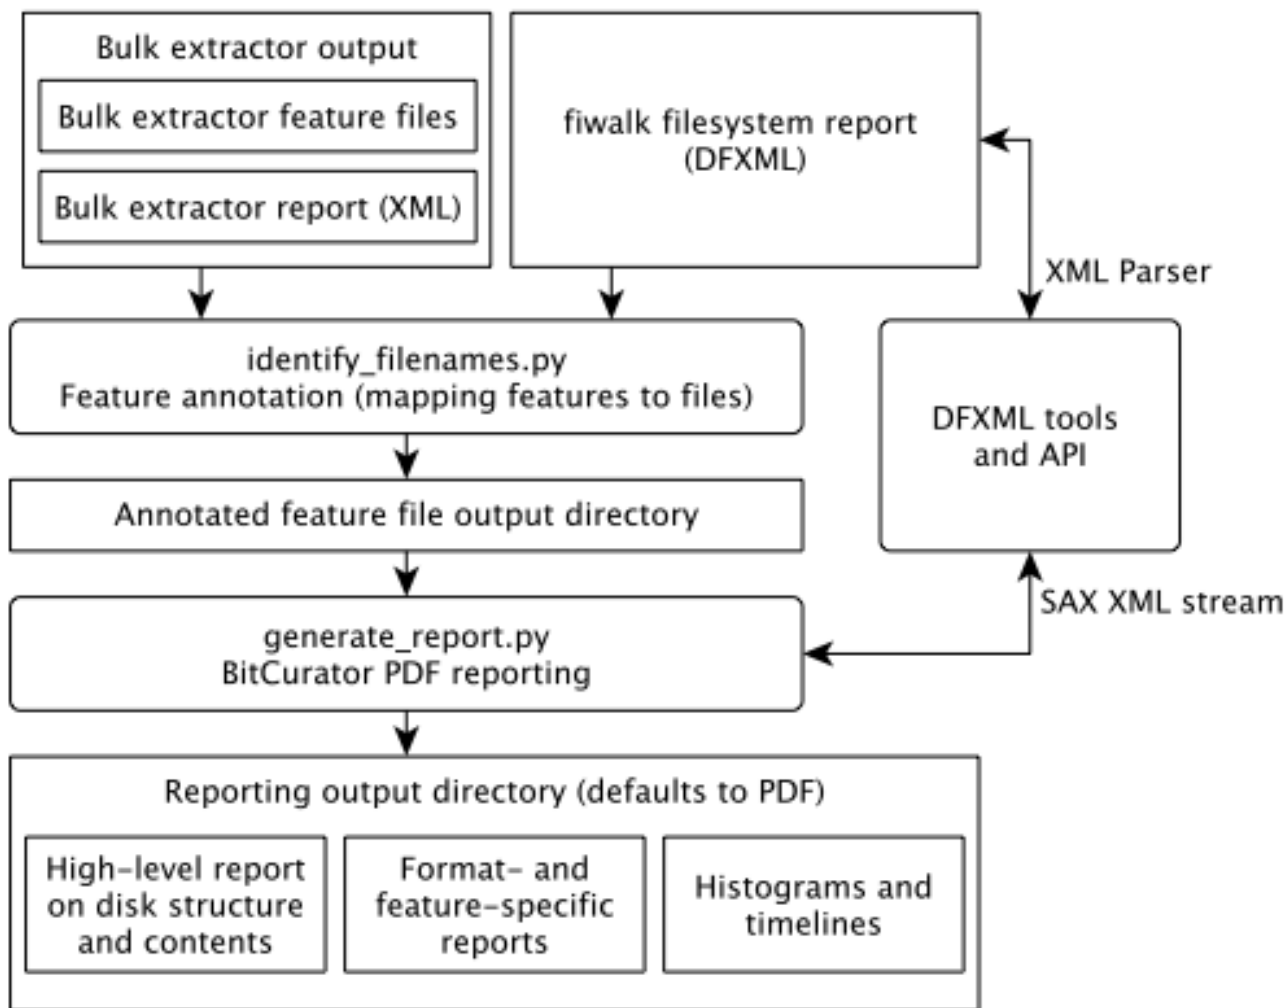 Bulk extractor output
Bulk extractor feature files
Bulk extractor report (XML)
fiwalk filesystem report
(DFXML)
XML Parser
identify_filenames.py
Feature annotation (mapping features to files)
DFXML tools
and API
Annotated feature file output directory
SAX XML stream
generate_report.py
BitCurator PDF reporting
Reporting output directory (defaults to PDF)
High-level report
on disk structure
and contents
Format- and
feature-specific
reports
Histograms and
timelines